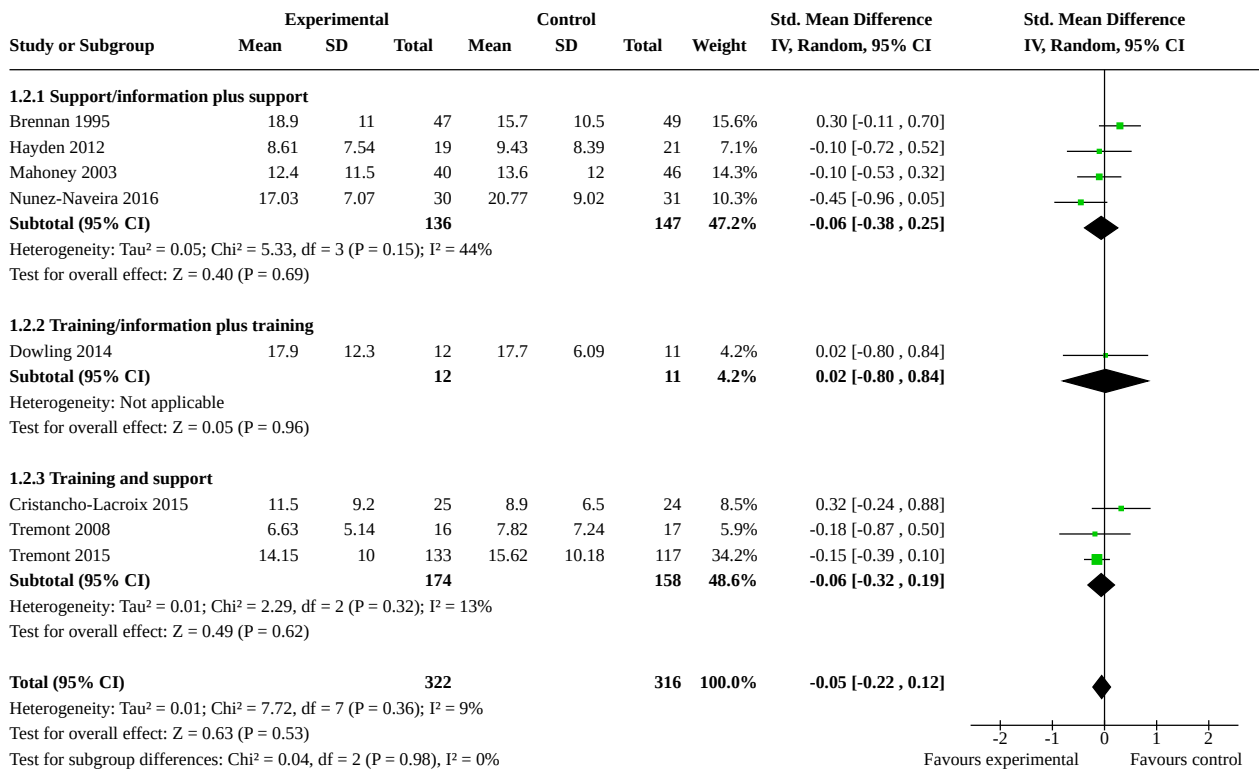 Experimental Control Std. Mean Difference Std. Mean Difference
Study or Subgroup Mean SD Total Mean SD Total Weight IV, Random, 95% CI IV, Random, 95% CI
1.2.1 Support/information plus support
Brennan 1995 18.9 11 47 15.7 10.5 49 15.6% 0.30 [-0.11 , 0.70]
Hayden 2012 8.61 7.54 19 9.43 8.39 21 7.1% -0.10 [-0.72 , 0.52]
Mahoney 2003 12.4 11.5 40 13.6 12 46 14.3% -0.10 [-0.53 , 0.32]
Nunez-Naveira 2016 17.03 7.07 30 20.77 9.02 31 10.3% -0.45 [-0.96 , 0.05]
Subtotal (95% CI) 136 147 47.2% -0.06 [-0.38 , 0.25]
Heterogeneity: Tau² = 0.05; Chi² = 5.33, df = 3 (P = 0.15); I² = 44%
Test for overall effect: Z = 0.40 (P = 0.69)
1.2.2 Training/information plus training
Dowling 2014 17.9 12.3 12 17.7 6.09 11 4.2% 0.02 [-0.80 , 0.84]
Subtotal (95% CI) 12 11 4.2% 0.02 [-0.80 , 0.84]
Heterogeneity: Not applicable
Test for overall effect: Z = 0.05 (P = 0.96)
1.2.3 Training and support
Cristancho-Lacroix 2015 11.5 9.2 25 8.9 6.5 24 8.5% 0.32 [-0.24 , 0.88]
Tremont 2008 6.63 5.14 16 7.82 7.24 17 5.9% -0.18 [-0.87 , 0.50]
Tremont 2015 14.15 10 133 15.62 10.18 117 34.2% -0.15 [-0.39 , 0.10]
Subtotal (95% CI) 174 158 48.6% -0.06 [-0.32 , 0.19]
Heterogeneity: Tau² = 0.01; Chi² = 2.29, df = 2 (P = 0.32); I² = 13%
Test for overall effect: Z = 0.49 (P = 0.62)
Total (95% CI) 322 316 100.0% -0.05 [-0.22 , 0.12]
Heterogeneity: Tau² = 0.01; Chi² = 7.72, df = 7 (P = 0.36); I² = 9%
Test for overall effect: Z = 0.63 (P = 0.53) -2 -1 0 1 2
Test for subgroup differences: Chi² = 0.04, df = 2 (P = 0.98), I² = 0% Favours experimental Favours control